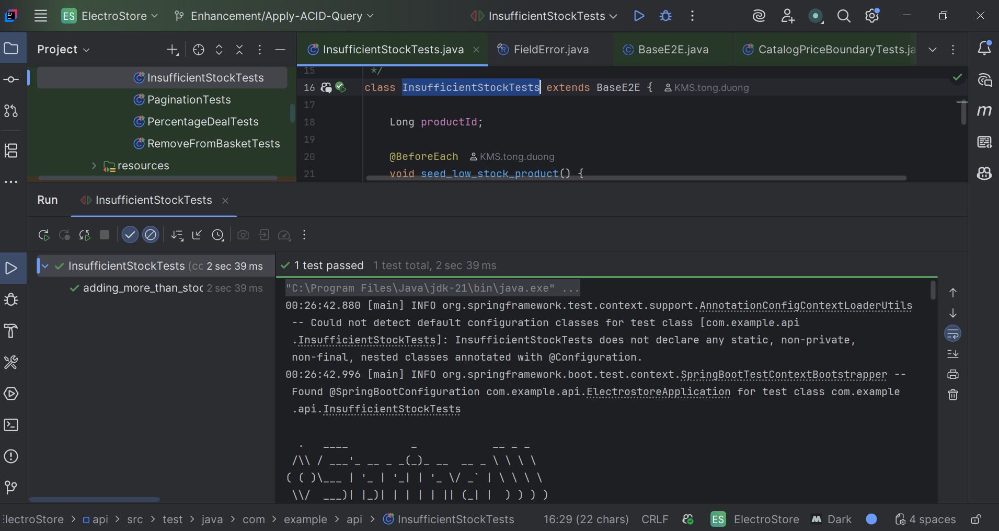 ES ElectroStore Enhancement/Apply-ACID-Query InsufficientStockTests
Project
InsufficientStockTests.java FieldError.java BaseE2E.java CatalogPriceBoundaryTests.ja
InsufficientStockTests
PaginationTests
PercentageDealTests
RemoveFromBasketTests
resources
15 */
16 class InsufficientStockTests extends BaseE2E { KMS.tong.duong
17
18 Long productId;
19
20 @BeforeEach KMS.tong.duong
21 void seed_low_stock_product() {
Run InsufficientStockTests
InsufficientStockTests (cc 2 sec 39 ms
adding_more_than_stoc 2 sec 39 ms
1 test passed 1 test total, 2 sec 39 ms
"C:\Program Files\Java\jdk-21\bin\java.exe" ...
00:26:42.880 [main] INFO org.springframework.test.context.support.AnnotationConfigContextLoaderUtils
-- Could not detect default configuration classes for test class [com.example.api
.InsufficientStockTests]: InsufficientStockTests does not declare any static, non-private,
non-final, nested classes annotated with @Configuration.
00:26:42.996 [main] INFO org.springframework.boot.test.context.SpringBootTestContextBootstrapper --
Found @SpringBootConfiguration com.example.api.ElectrostoreApplication for test class com.example
.api.InsufficientStockTests
  .   ____          _            __ _ _
 /\\ / ___'_ __ _ _(_)_ __  __ _ \ \ \ \
( ( )\___ | '_ | '_| | '_ \/ _` | \ \ \ \
 \\/  ___)| |_)| | | | | || (_| |  ) ) ) )
lectroStore > api > src > test > java > com > example > api > InsufficientStockTests 16:29 (22 chars) CRLF ES ElectroStore Dark 4 spaces